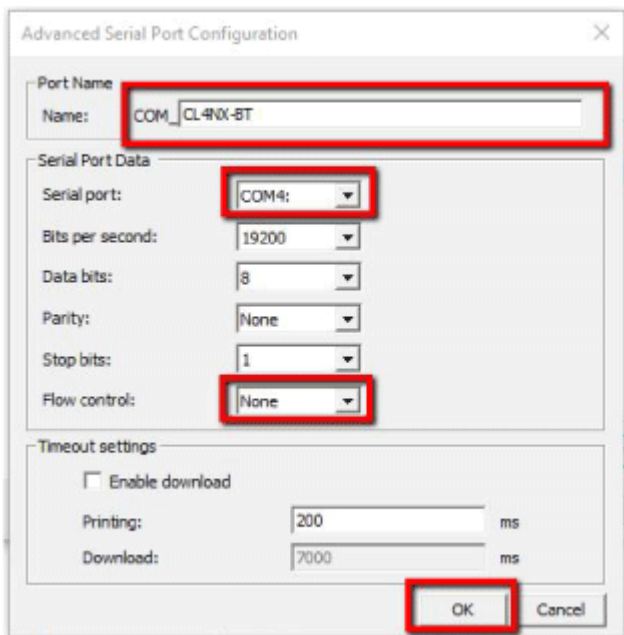 Advanced Serial Port Configuration
Port Name
Name: COM_ CL4NX-BT
Serial Port Data
Serial port: COM4:
Bits per second: 19200
Data bits: 8
Parity: None
Stop bits: 1
Flow control: None
Timeout settings
Enable download
Printing: 200 ms
Download: 7000 ms
OK Cancel